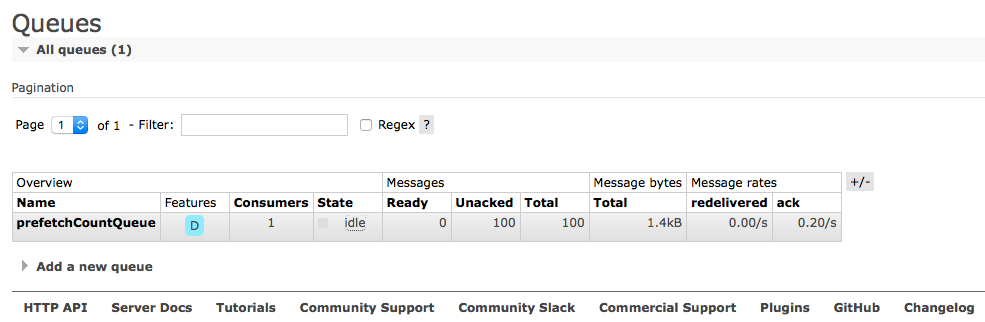 Queues
All queues (1)
Pagination
Page 1 of 1 - Filter: Regex ?
Overview Messages Message bytes Message rates +/-
Name Features Consumers State Ready Unacked Total Total redelivered ack
prefetchCountQueue D 1 idle 0 100 100 1.4kB 0.00/s 0.20/s
Add a new queue
HTTP API Server Docs Tutorials Community Support Community Slack Commercial Support Plugins GitHub Changelog